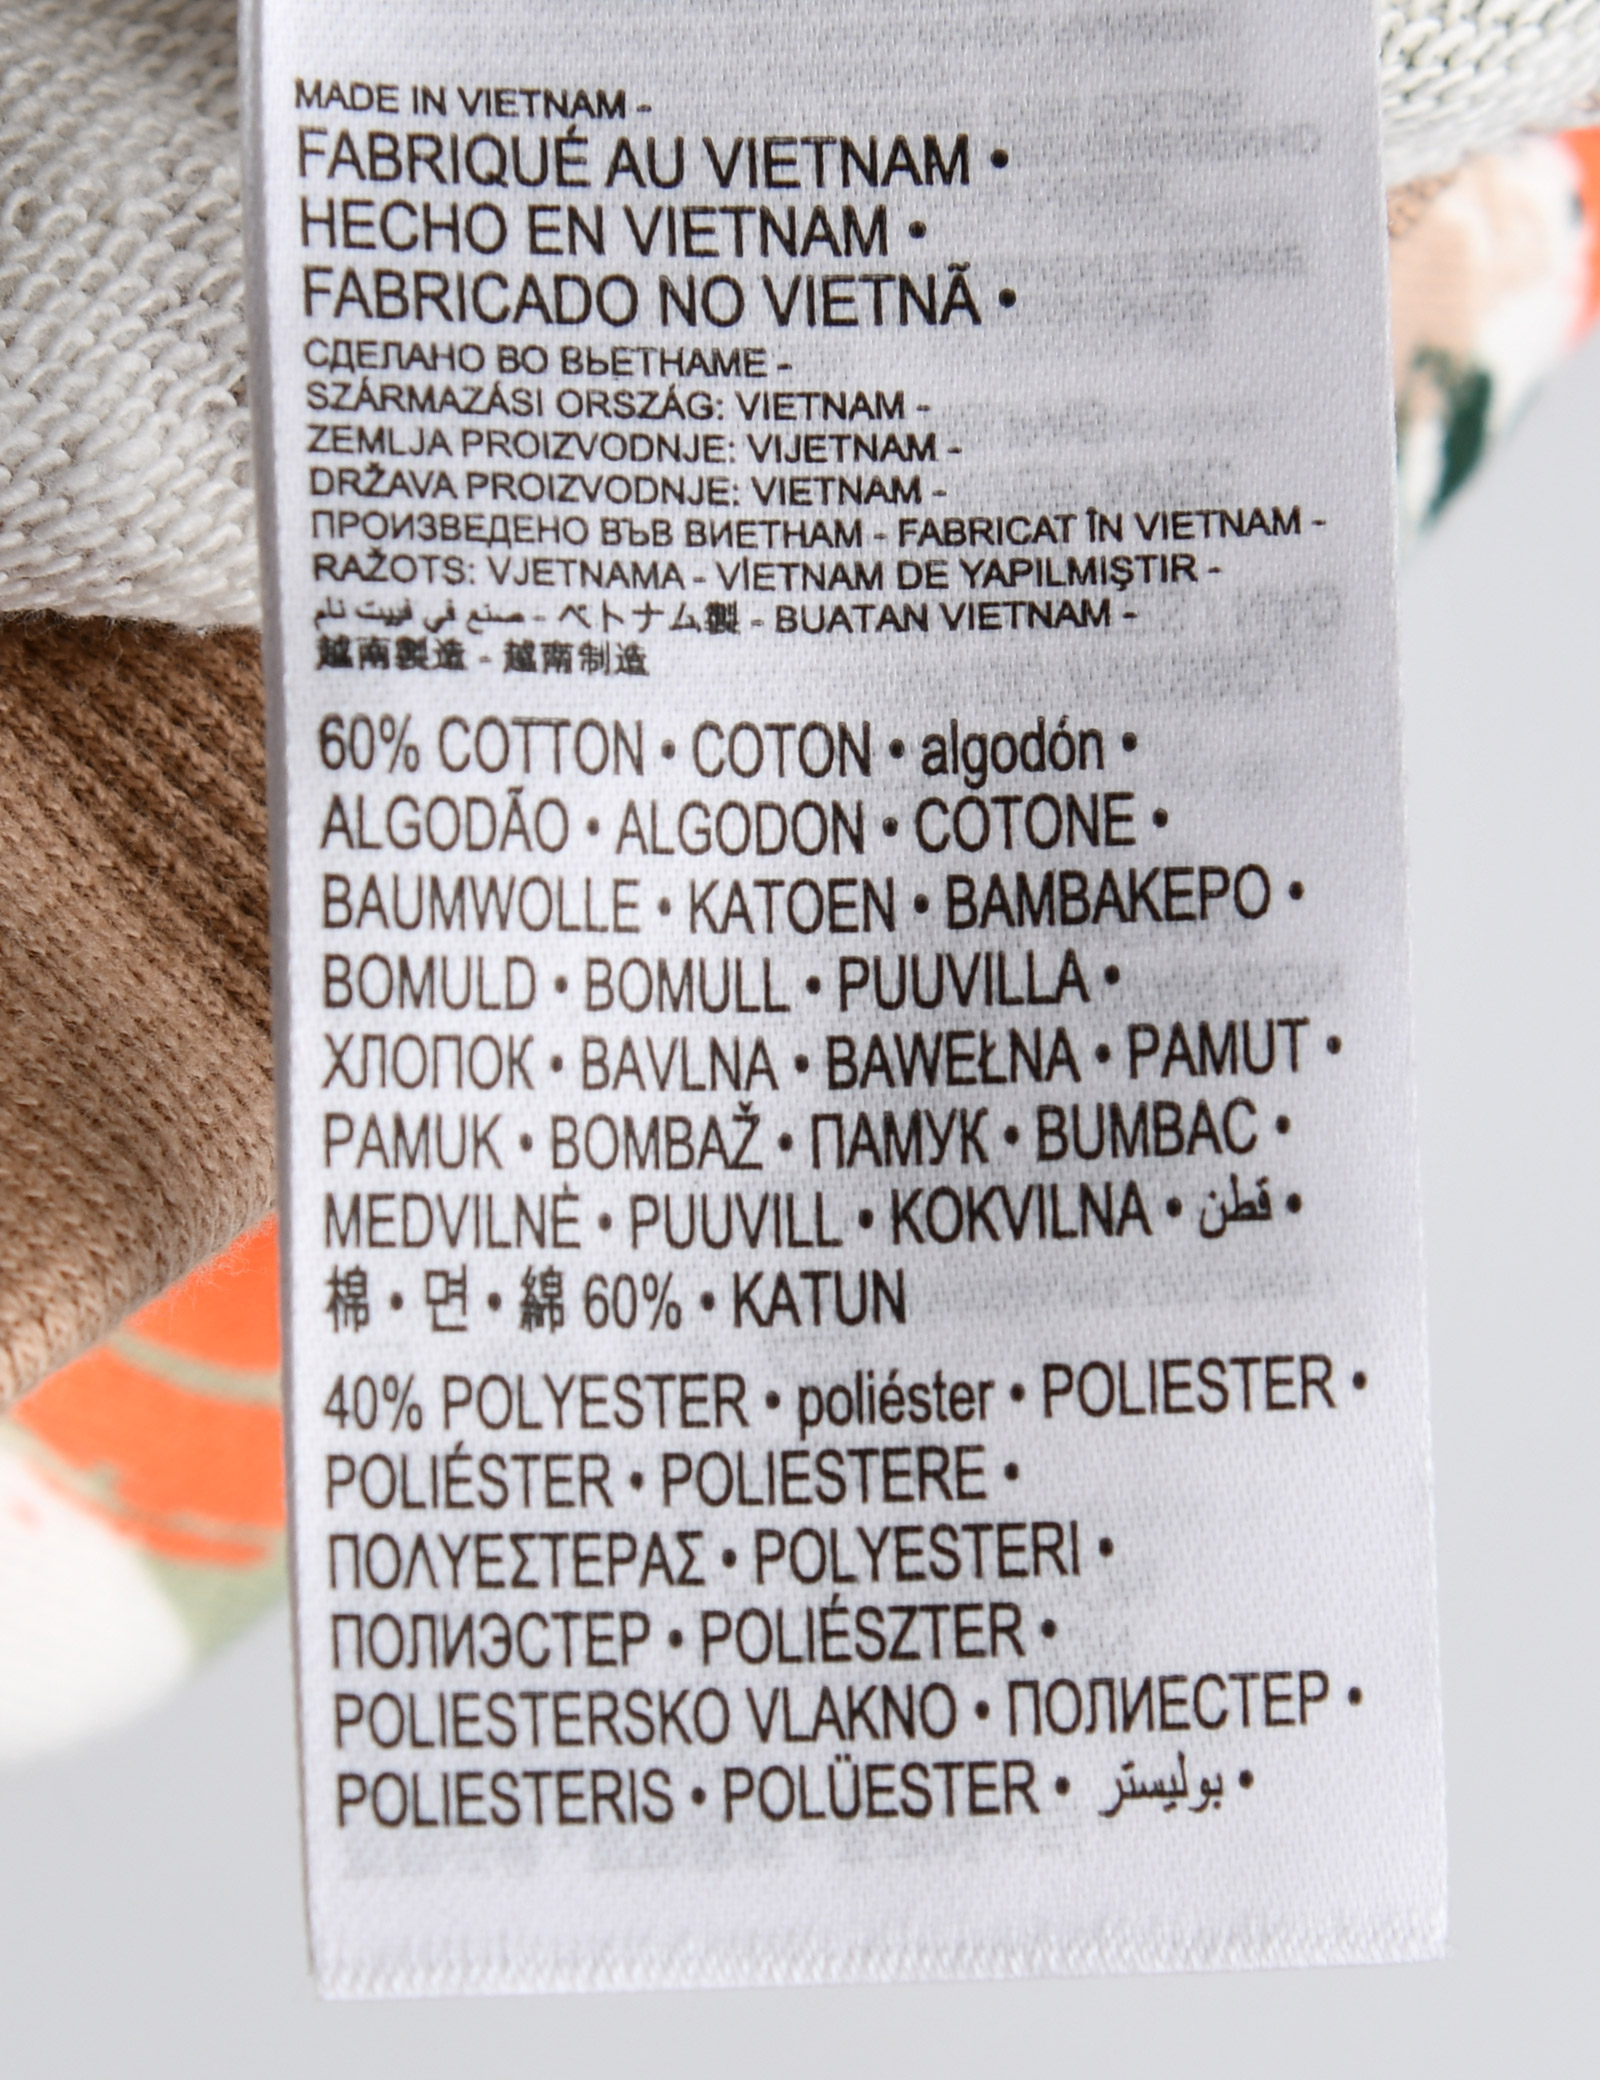 MADE IN VIETNAM -
FABRIQUÉ AU VIETNAM •
HECHO EN VIETNAM •
FABRICADO NO VIETNÃ •
СДЕЛАНО ВО ВЬЕТНАМЕ -
SZÁRMAZÁSI ORSZÁG: VIETNAM -
ZEMLJA PROIZVODNJE: VIJETNAM -
DRŽAVA PROIZVODNJE: VIETNAM -
ПРОИЗВЕДЕНО ВЪВ ВИЕТНАМ - FABRICAT ÎN VIETNAM -
RAŽOTS: VJETNAMA - VİETNAM DE YAPILMIŞTIR -
صنع في فييت نام - ベトナム製 - BUATAN VIETNAM -
越南製造 - 越南制造
60% COTTON • COTON • algodón •
ALGODÃO • ALGODON • COTONE •
BAUMWOLLE • KATOEN • ΒΑΜΒΑΚΕΡΟ •
BOMULD • BOMULL • PUUVILLA •
ХЛОПОК • BAVLNA • BAWEŁNA • PAMUT •
PAMUK • BOMBAŽ • ПАМУК • BUMBAC •
MEDVILNĖ • PUUVILL • KOKVILNA • قطن •
棉 • 면 • 綿 60% • KATUN
40% POLYESTER • poliéster • POLIESTER •
POLIÉSTER • POLIESTERE •
ΠΟΛΥΕΣΤΕΡΑΣ • POLYESTERI •
ПОЛИЭСТЕР • POLIÉSZTER •
POLIESTERSKO VLAKNO • ПОЛИЕСТЕР •
POLIESTERIS • POLÜESTER • بوليستر •